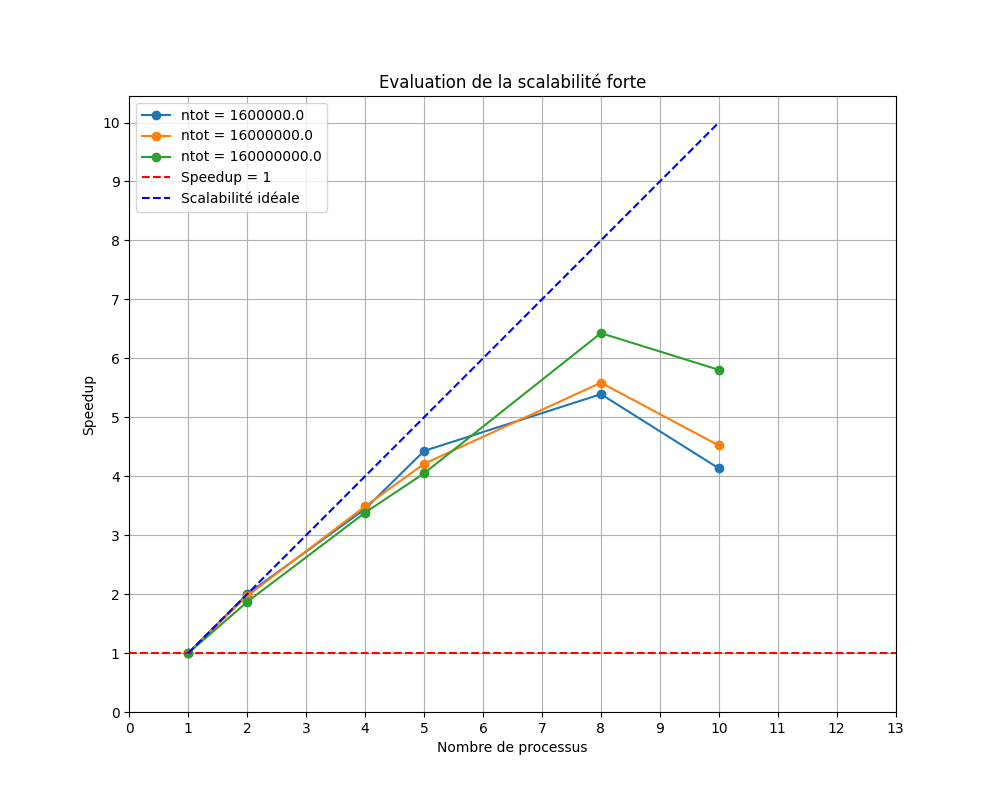 Evaluation de la scalabilité forte
ntot = 1600000.0
ntot = 16000000.0
ntot = 160000000.0
Speedup = 1
Scalabilité idéale
Speedup
10
9
8
7
6
5
4
3
2
1
0
0 1 2 3 4 5 6 7 8 9 10 11 12 13
Nombre de processus